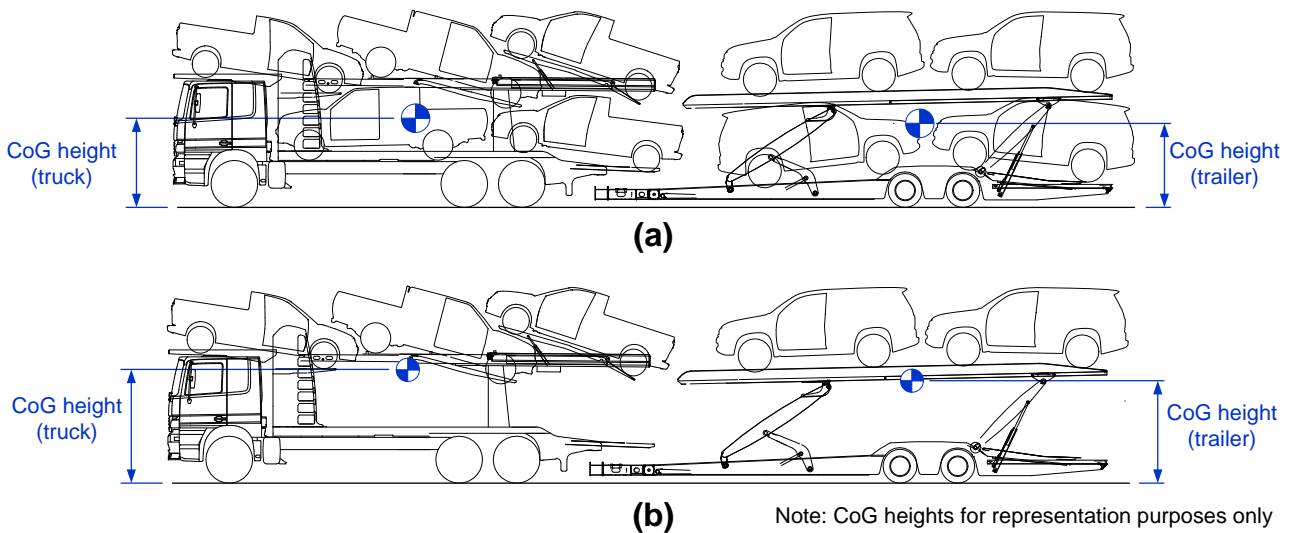 CoG height
(truck)
CoG height
(trailer)
(a)
CoG height
(truck)
CoG height
(trailer)
(b)
Note: CoG heights for representation purposes only